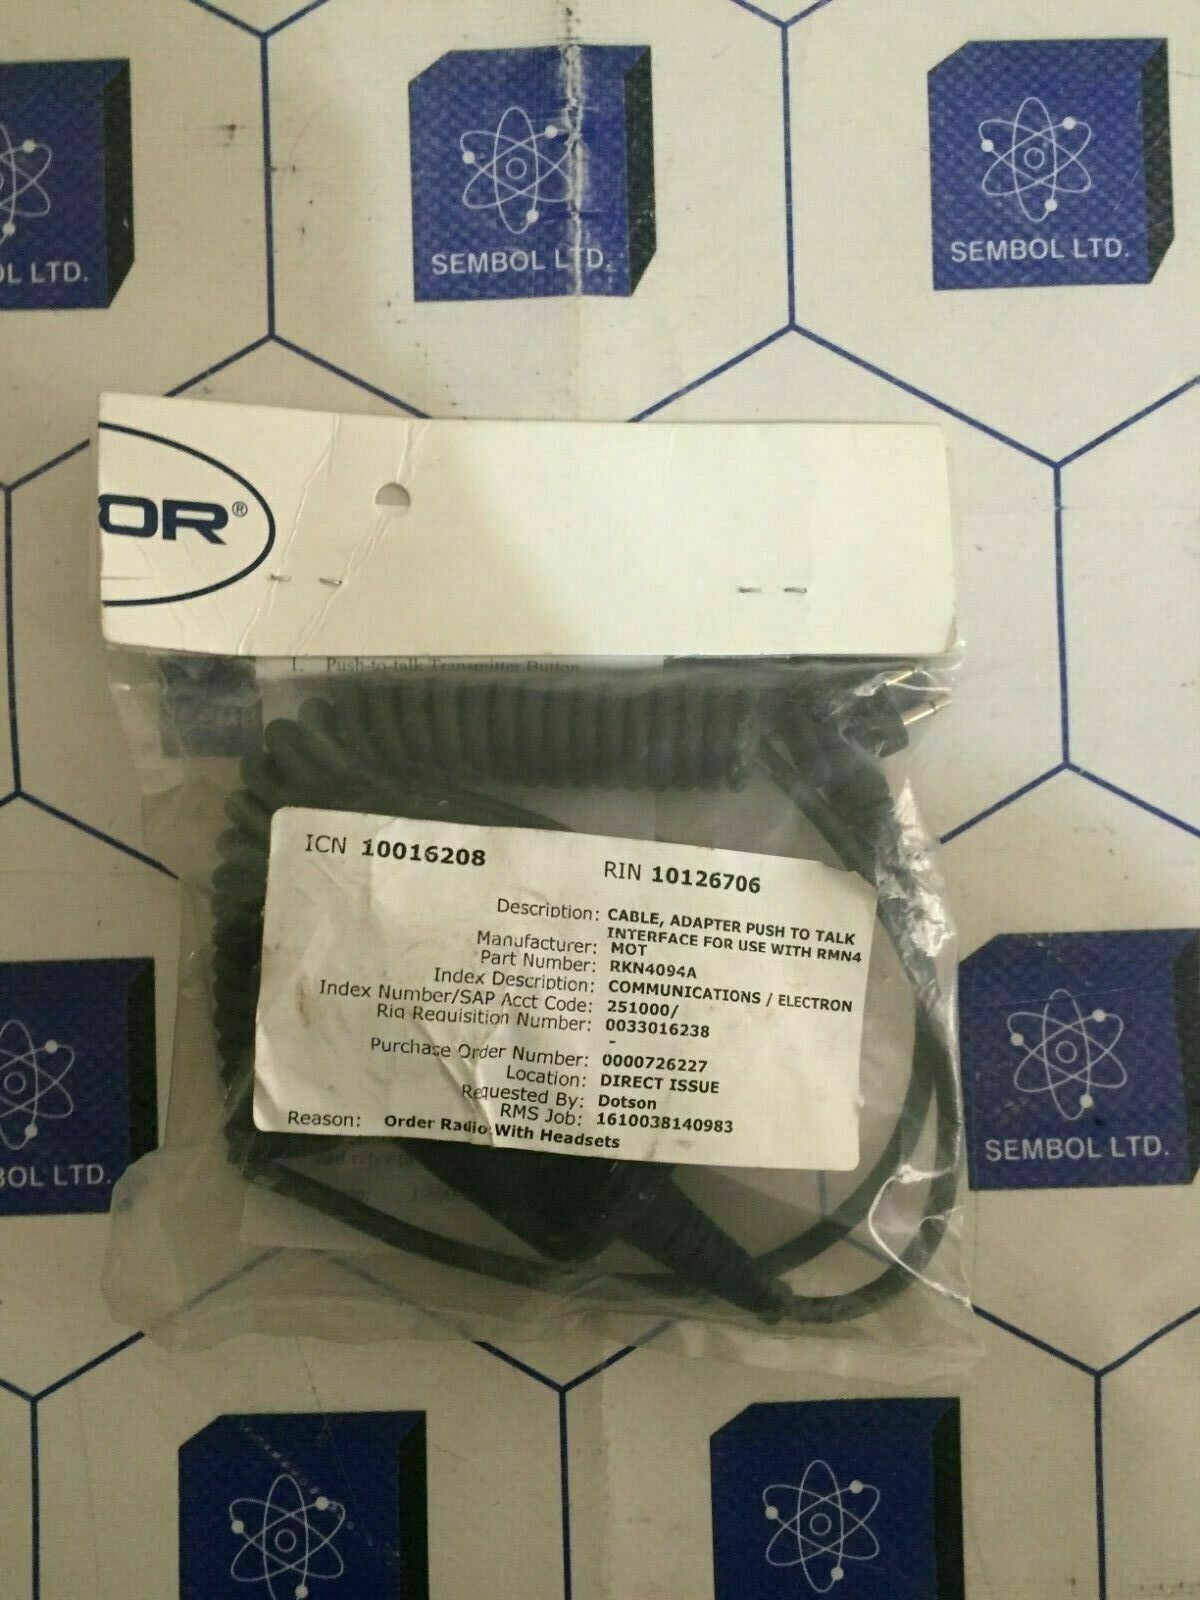 OL LTD.
SEMBOL LTD.
SEMBOL LTD.
OR®
1. Push-to-talk Transmitter Button
ICN 10016208
RIN 10126706
Description: CABLE, ADAPTER PUSH TO TALK
INTERFACE FOR USE WITH RMN4
Manufacturer: MOT
Part Number: RKN4094A
Index Description: COMMUNICATIONS / ELECTRON
Index Number/SAP Acct Code: 251000/
Rig Requisition Number: 0033016238
-
Purchase Order Number: 0000726227
Location: DIRECT ISSUE
Requested By: Dotson
RMS Job: 1610038140983
Reason: Order Radio With Headsets
BOL LTD.
SEMBOL LTD.